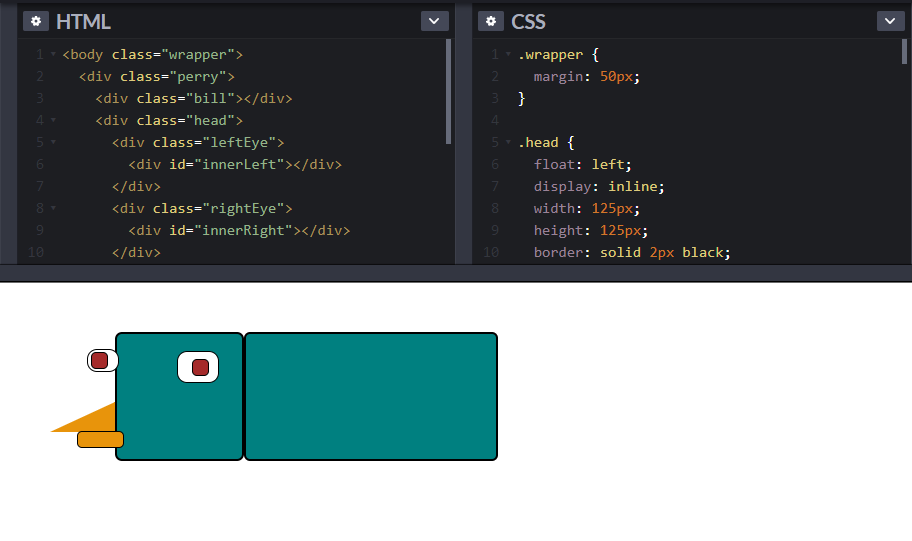 HTML
1 <body class="wrapper">
2 <div class="perry">
3 <div class="bill"></div>
4 <div class="head">
5 <div class="leftEye">
6 <div id="innerLeft"></div>
7 </div>
8 <div class="rightEye">
9 <div id="innerRight"></div>
10 </div>
CSS
1 .wrapper {
2 margin: 50px;
3 }
4
5 .head {
6 float: left;
7 display: inline;
8 width: 125px;
9 height: 125px;
10 border: solid 2px black;